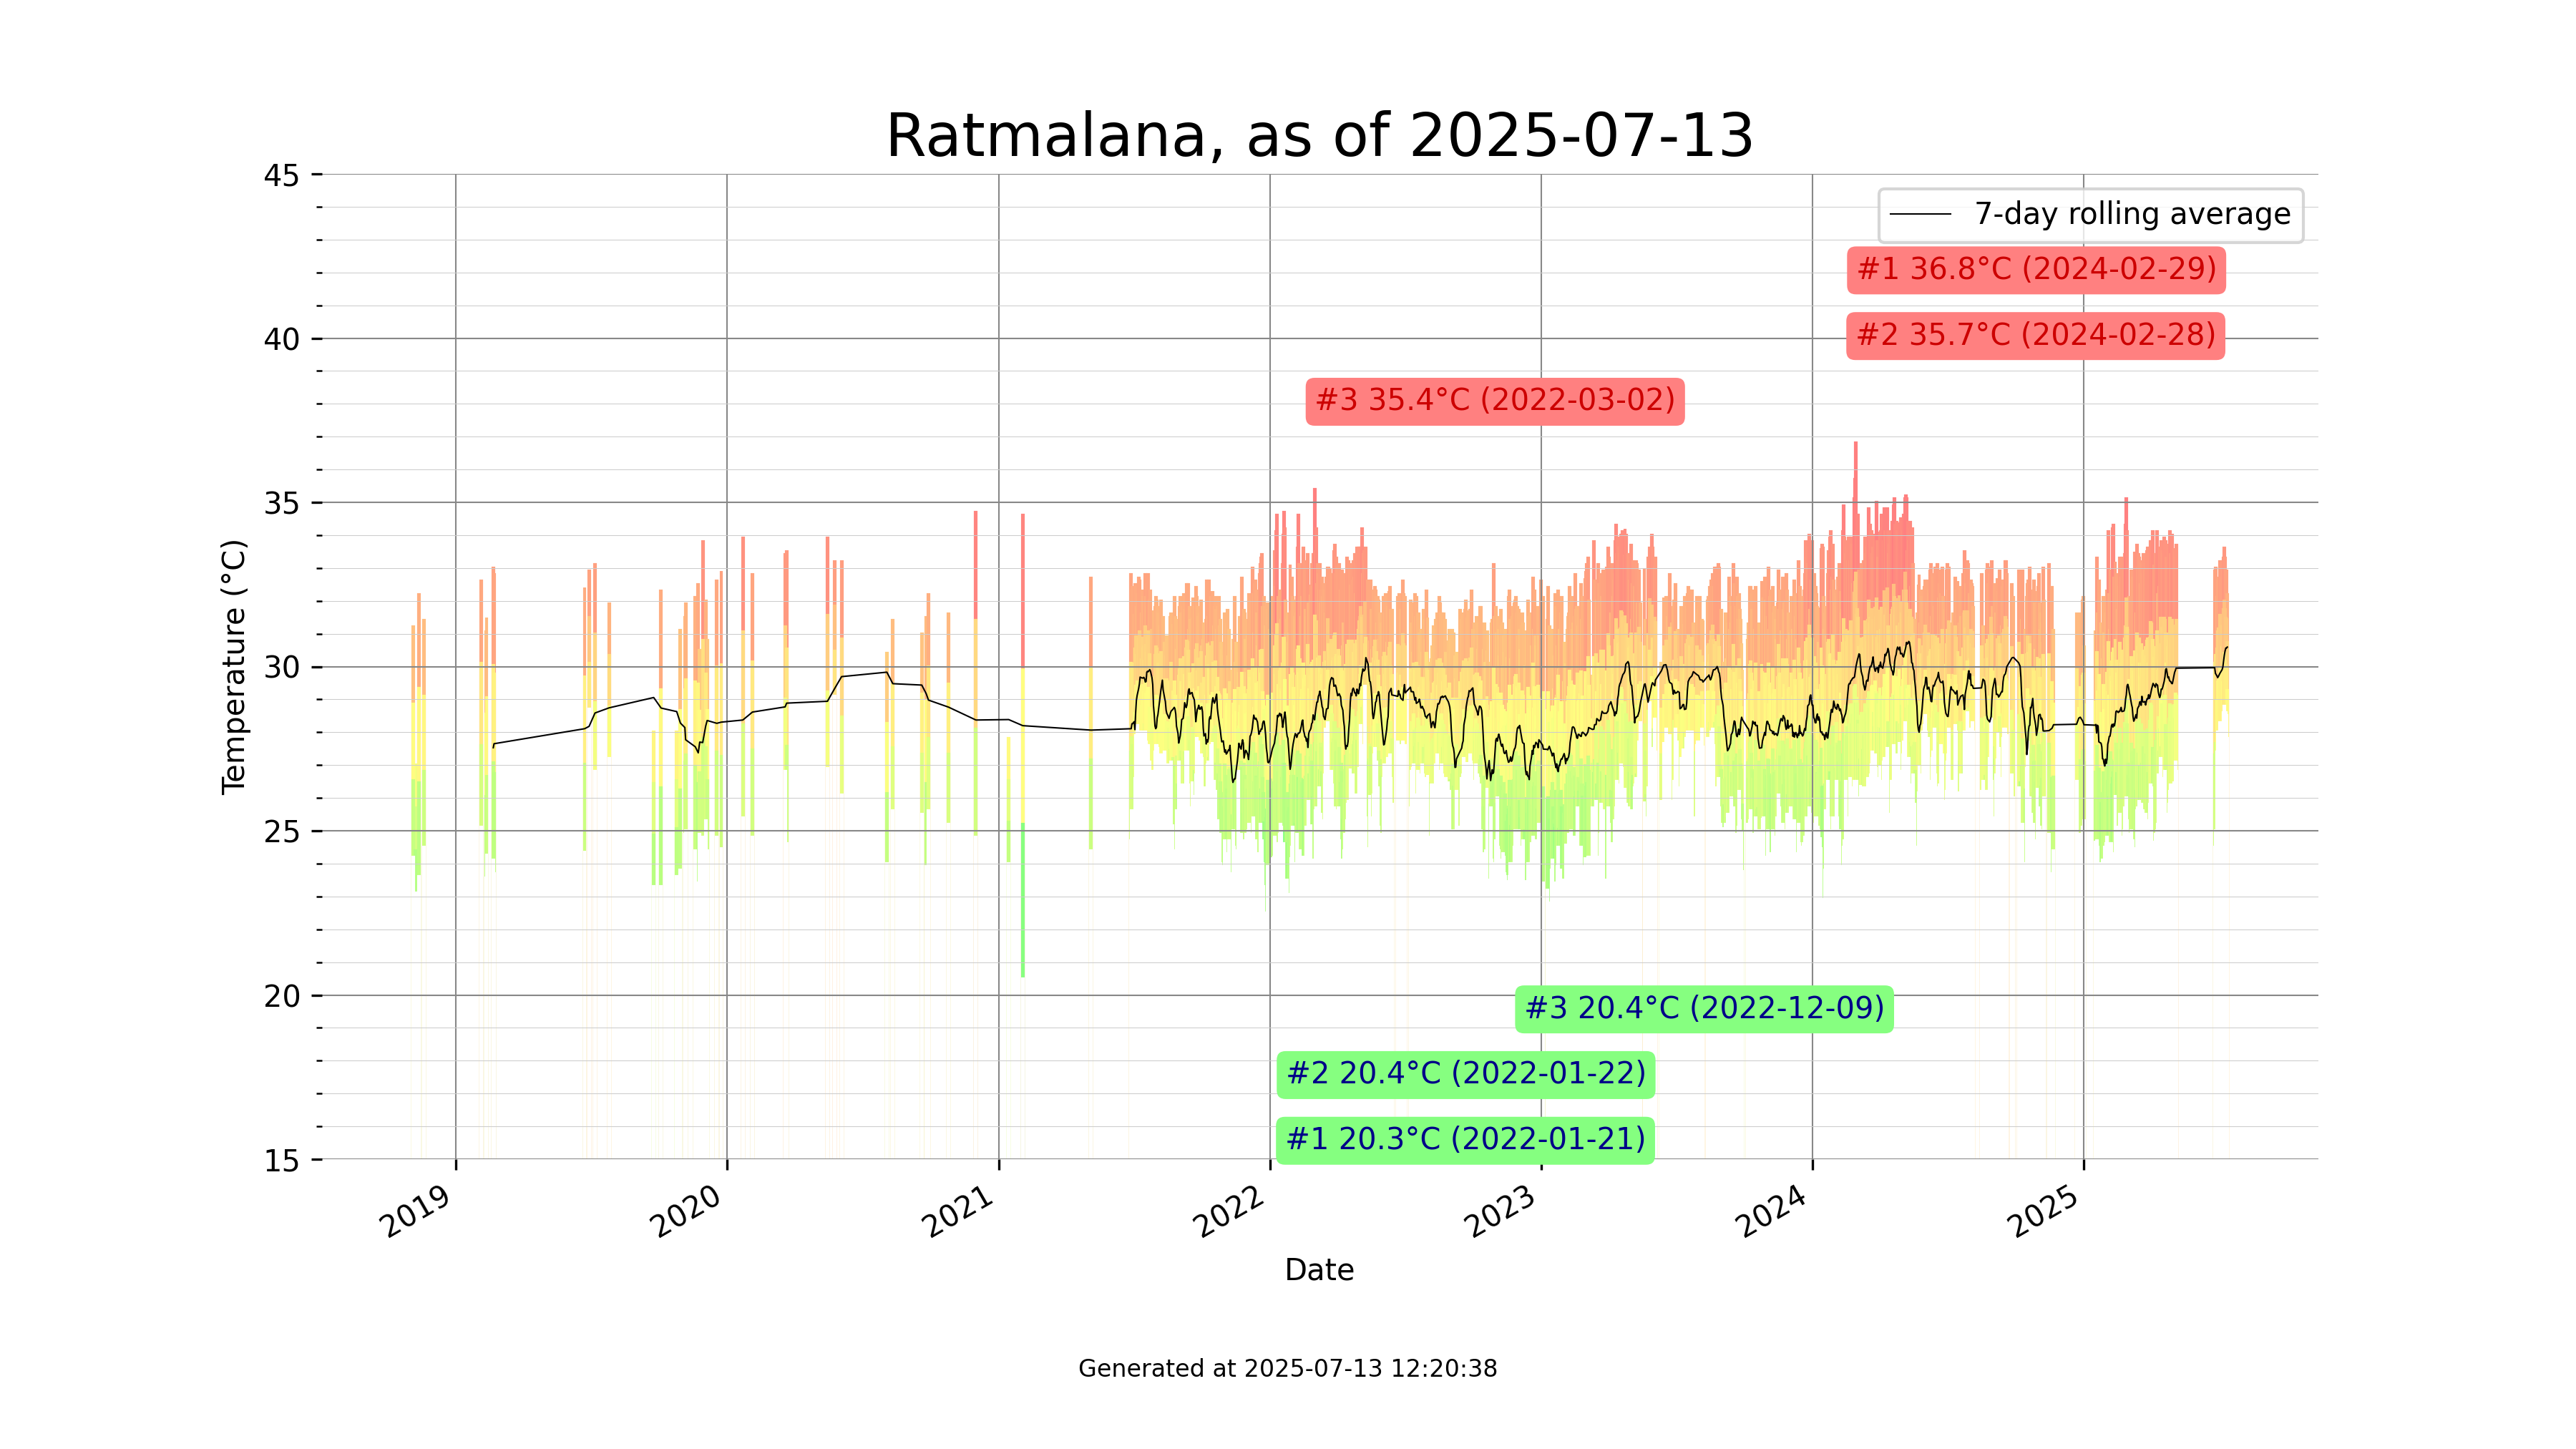 Ratmalana, as of 2025-07-13
45
7-day rolling average
#1 36.8°C (2024-02-29)
#2 35.7°C (2024-02-28)
40
#3 35.4°C (2022-03-02)
35
30
Temperature (°C)
25
20
#3 20.4°C (2022-12-09)
#2 20.4°C (2022-01-22)
#1 20.3°C (2022-01-21)
15
2019 2020 2021 2022 2023 2024 2025
Date
Generated at 2025-07-13 12:20:38